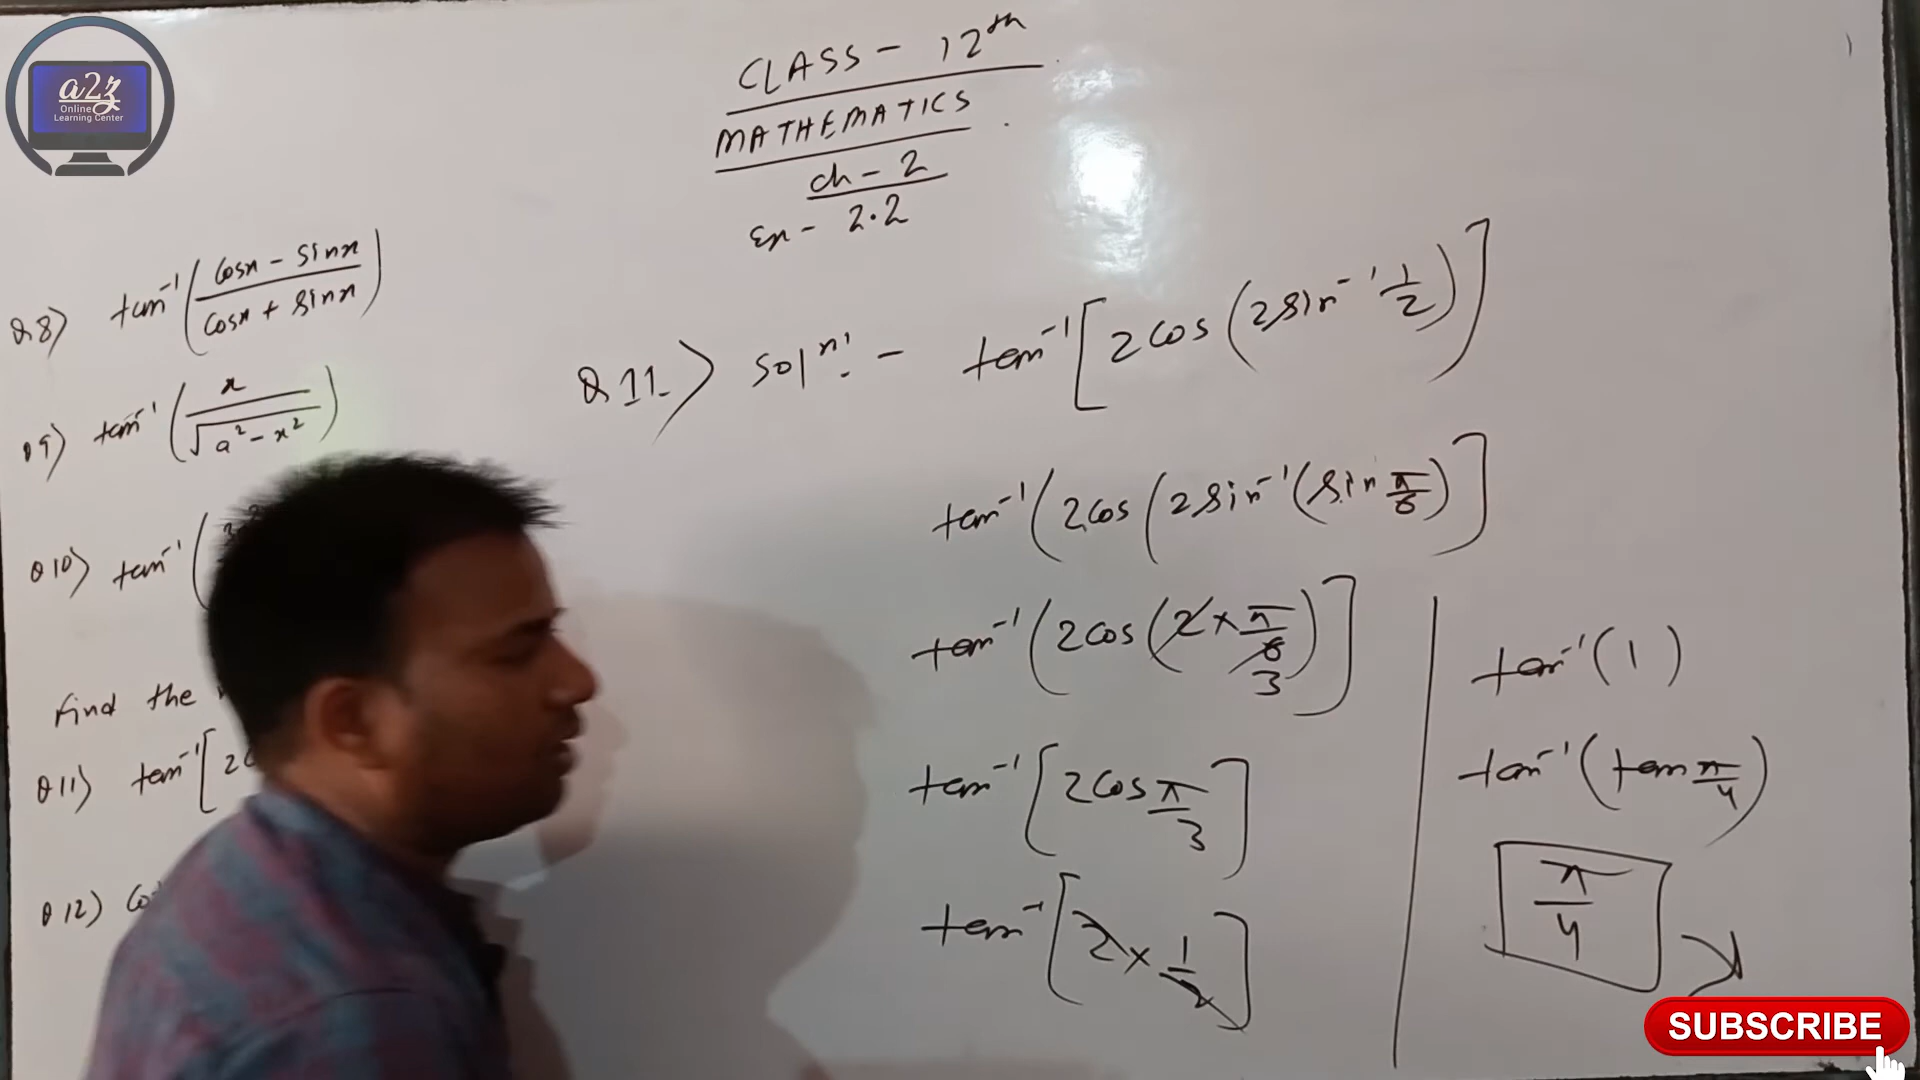 a2z
Online
Learning Center
CLASS - 12th
MATHEMATICS
Ch - 2
Ex - 2.2
Q8) tan⁻¹((cosx - sinx)/(cosx + sinx))
Q9) tan⁻¹(x/√(a² - x²))
Q10) tan⁻¹(
Find the
Q11) tan⁻¹[2
Q12)
Q11) Solⁿ: - tan⁻¹[2cos(2sin⁻¹ 1/2)]
tan⁻¹(2cos(2sin⁻¹(sin π/6)]
tan⁻¹(2cos(2 × π/6)]
3
tan⁻¹[2cos π/3]
tan⁻¹[2 × 1/2]
tan⁻¹(1)
tan⁻¹(tan π/4)
π/4
SUBSCRIBE